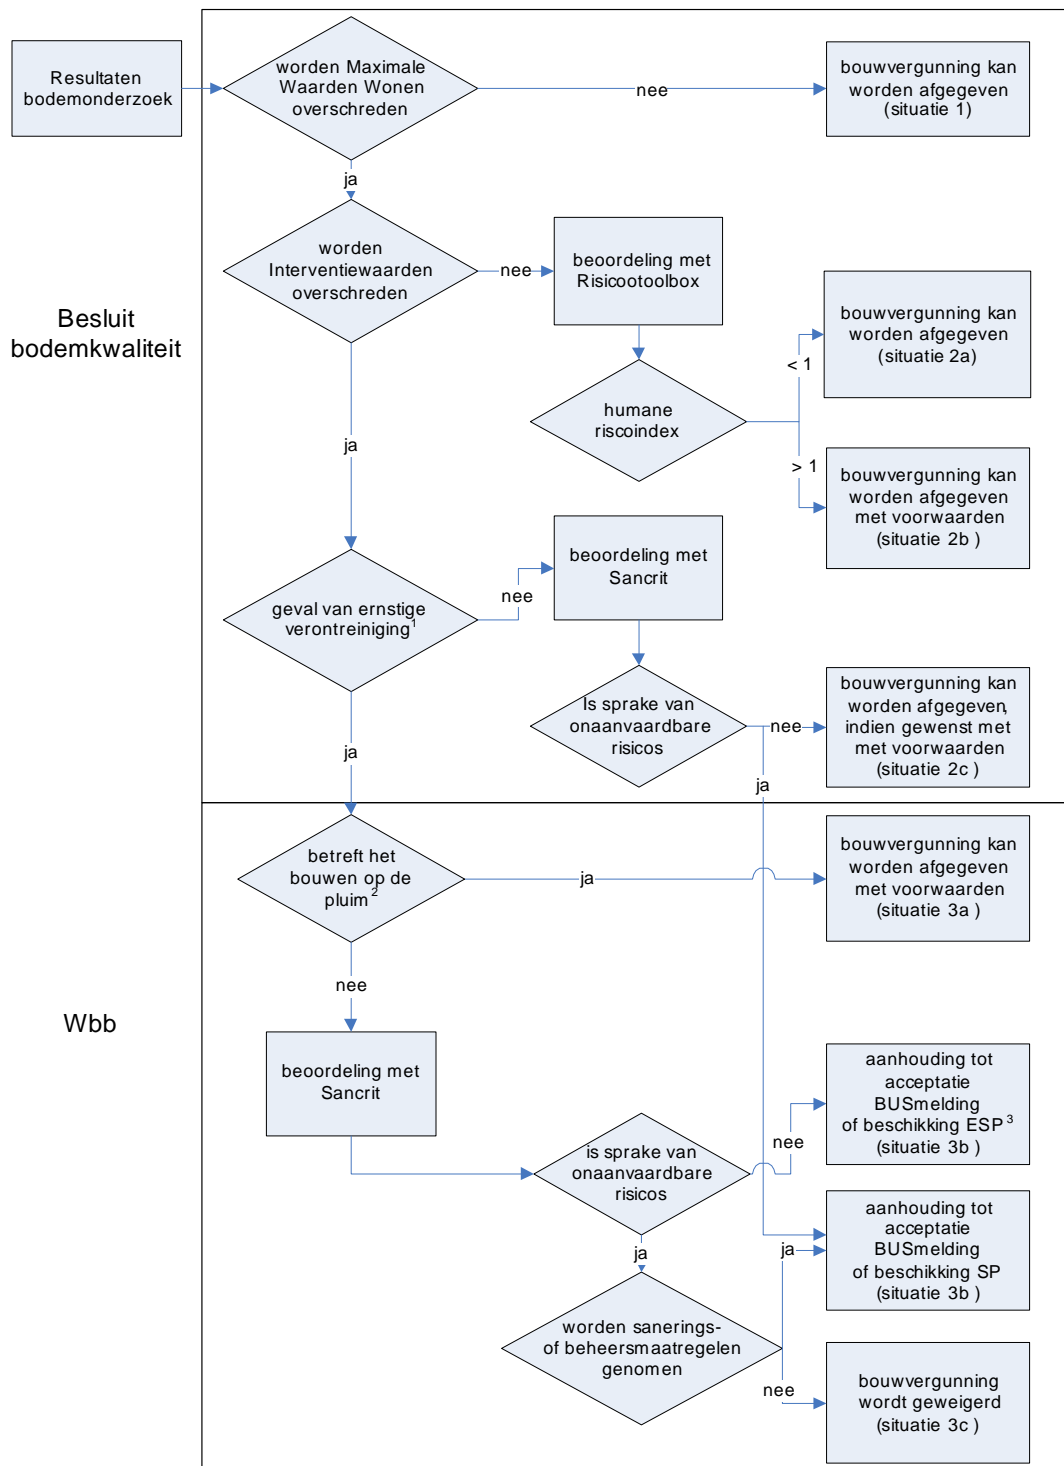 Resultaten
bodemonderzoek
worden Maximale
Waarden Wonen
overschreden
nee
bouwvergunning kan
worden afgegeven
(situatie 1)
ja
worden
Interventiewaarden
overschreden
nee
beoordeling met
Risicootoolbox
Besluit
bodemkwaliteit
humane
riscoindex
< 1
bouwvergunning kan
worden afgegeven
(situatie 2a)
> 1
bouwvergunning kan
worden afgegeven
met voorwaarden
(situatie 2b )
ja
geval van ernstige
verontreiniging1
nee
beoordeling met
Sancrit
Is sprake van
onaanvaardbare
risicos
nee
bouwvergunning kan
worden afgegeven,
indien gewenst met
met voorwaarden
(situatie 2c )
ja
ja
Wbb
betreft het
bouwen op de
pluim2
ja
bouwvergunning kan
worden afgegeven
met voorwaarden
(situatie 3a )
nee
beoordeling met
Sancrit
is sprake van
onaanvaardbare
risicos
nee
aanhouding tot
acceptatie
BUSmelding
of beschikking ESP3
(situatie 3b )
ja
worden sanerings-
of beheersmaatregelen
genomen
ja
aanhouding tot
acceptatie
BUSmelding
of beschikking SP
(situatie 3b )
nee
bouwvergunning
wordt geweigerd
(situatie 3c )